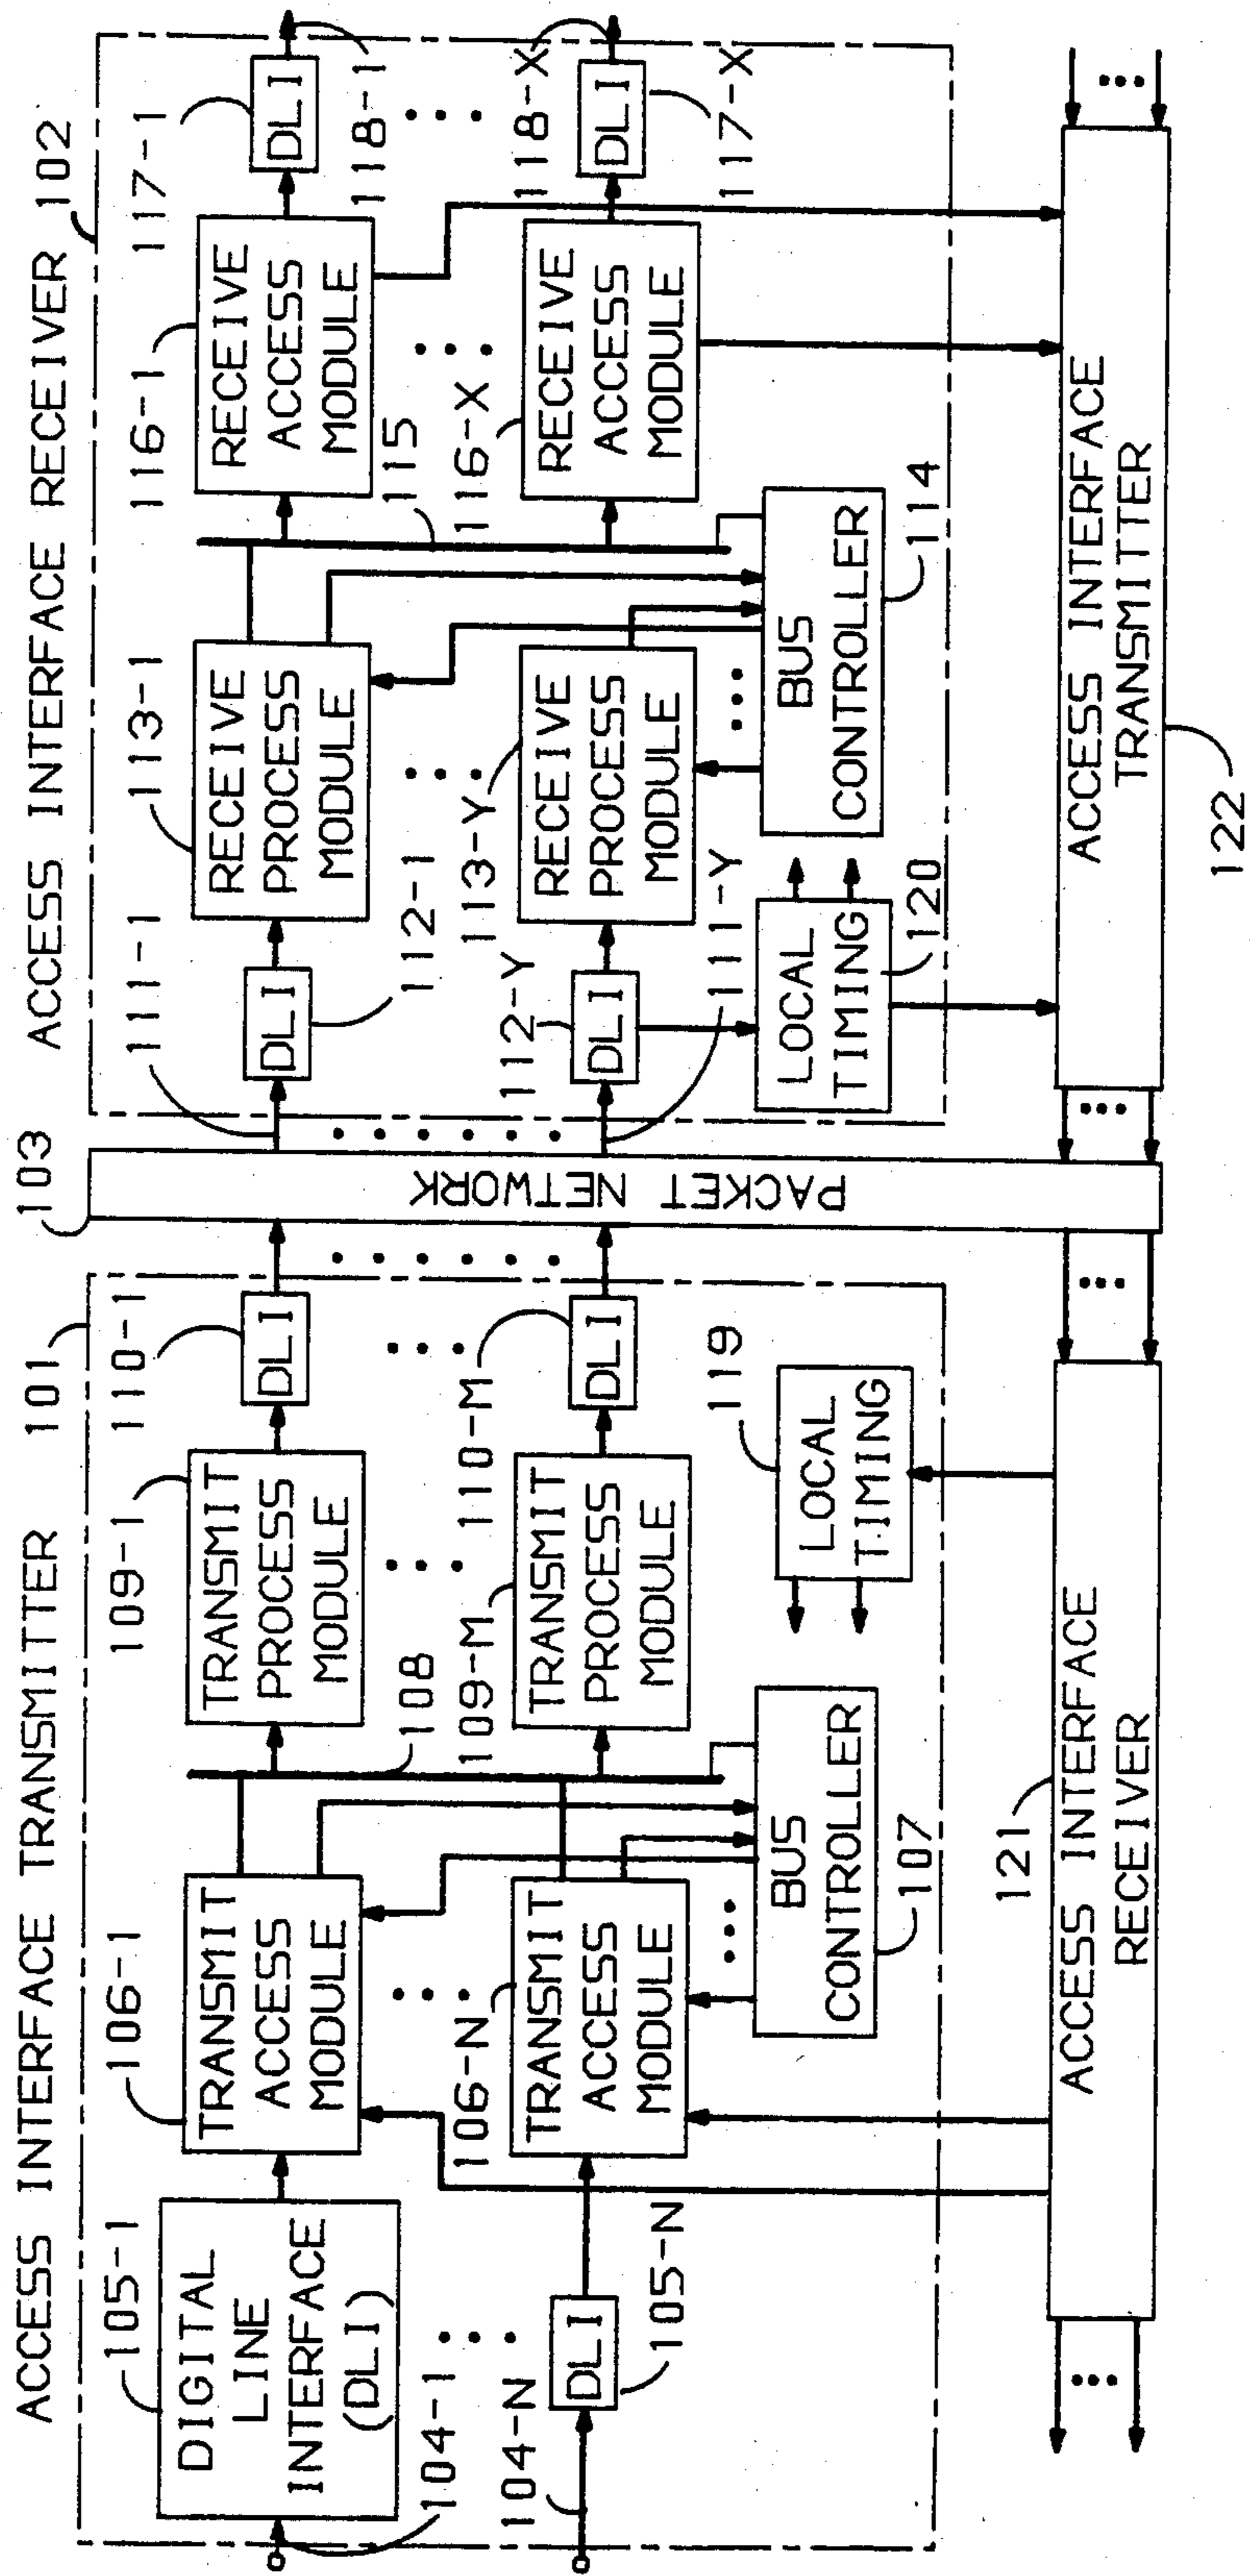 ACCESS INTERFACE TRANSMITTER 101
103
ACCESS INTERFACE RECEIVER 102
105-1
106-1
109-1
110-1
111-1
113-1
116-1
117-1
DIGITAL
LINE
INTERFACE
(DLI)
TRANSMIT
ACCESS
MODULE
TRANSMIT
PROCESS
MODULE
DLI
DLI
RECEIVE
PROCESS
MODULE
RECEIVE
ACCESS
MODULE
DLI
104-1
108
112-1
115
118-1
104-N
106-N
109-M
110-M
112-Y
113-Y
116-X
118-X
DLI
TRANSMIT
ACCESS
MODULE
TRANSMIT
PROCESS
MODULE
DLI
PACKET NETWORK
DLI
RECEIVE
PROCESS
MODULE
RECEIVE
ACCESS
MODULE
DLI
105-N
119
111-Y
117-X
BUS
CONTROLLER
107
LOCAL
TIMING
LOCAL
TIMING
120
BUS
CONTROLLER
114
121
ACCESS INTERFACE
RECEIVER
ACCESS INTERFACE
TRANSMITTER
122